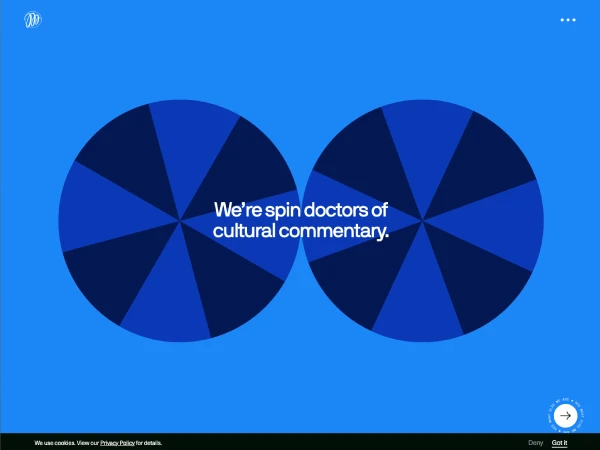 We're spin doctors of
cultural commentary.
We use cookies. View our Privacy Policy for details.
Deny
Got it